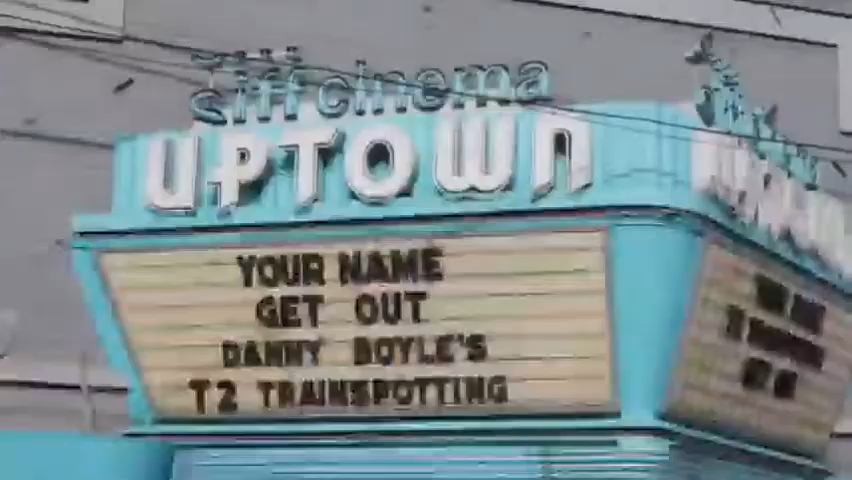 siff cinema
UPTOWN
YOUR NAME
GET OUT
DANNY BOYLE'S
T2 TRAINSPOTTING